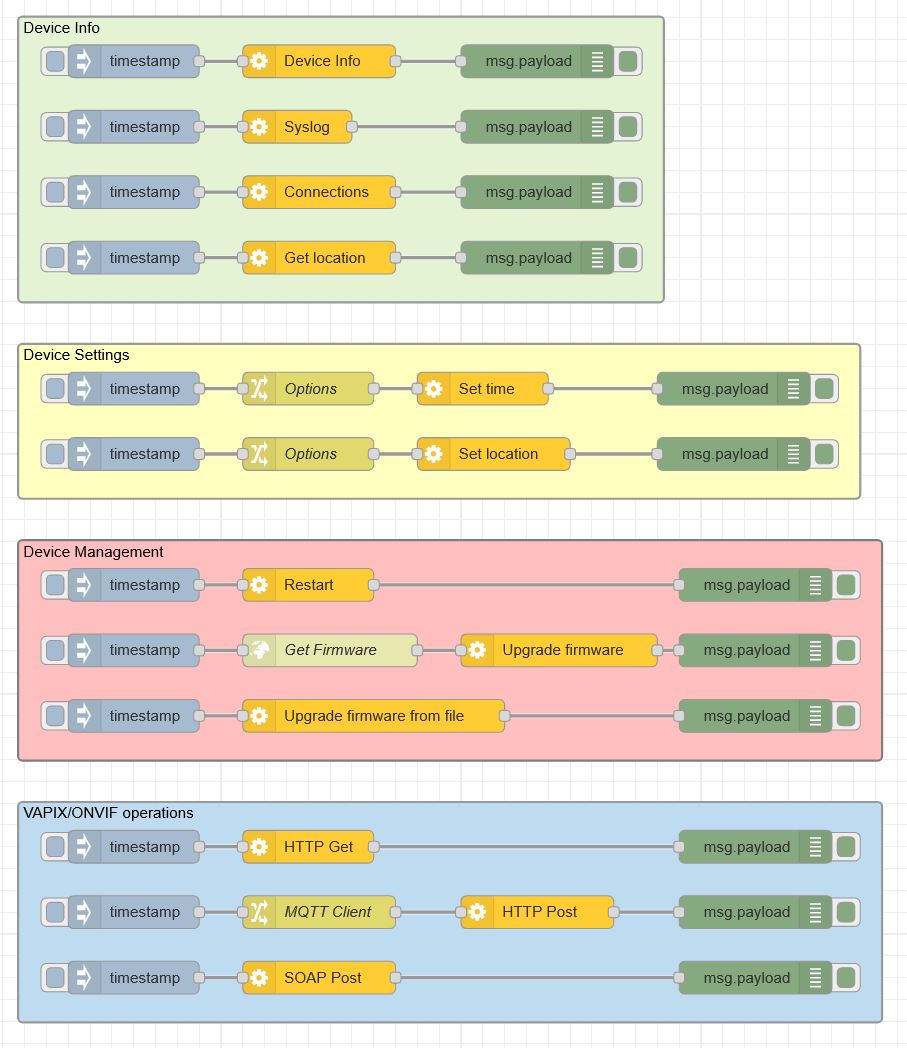 Device Info
timestamp Device Info msg.payload
timestamp Syslog msg.payload
timestamp Connections msg.payload
timestamp Get location msg.payload
Device Settings
timestamp Options Set time msg.payload
timestamp Options Set location msg.payload
Device Management
timestamp Restart msg.payload
timestamp Get Firmware Upgrade firmware msg.payload
timestamp Upgrade firmware from file msg.payload
VAPIX/ONVIF operations
timestamp HTTP Get msg.payload
timestamp MQTT Client HTTP Post msg.payload
timestamp SOAP Post msg.payload